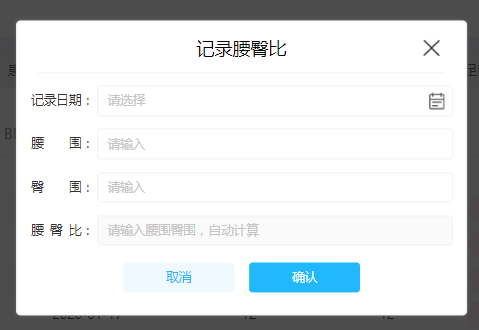 记录腰臀比
记录日期： 请选择
腰 围： 请输入
臀 围： 请输入
腰 臀 比： 请输入腰围臀围，自动计算
取消 确认